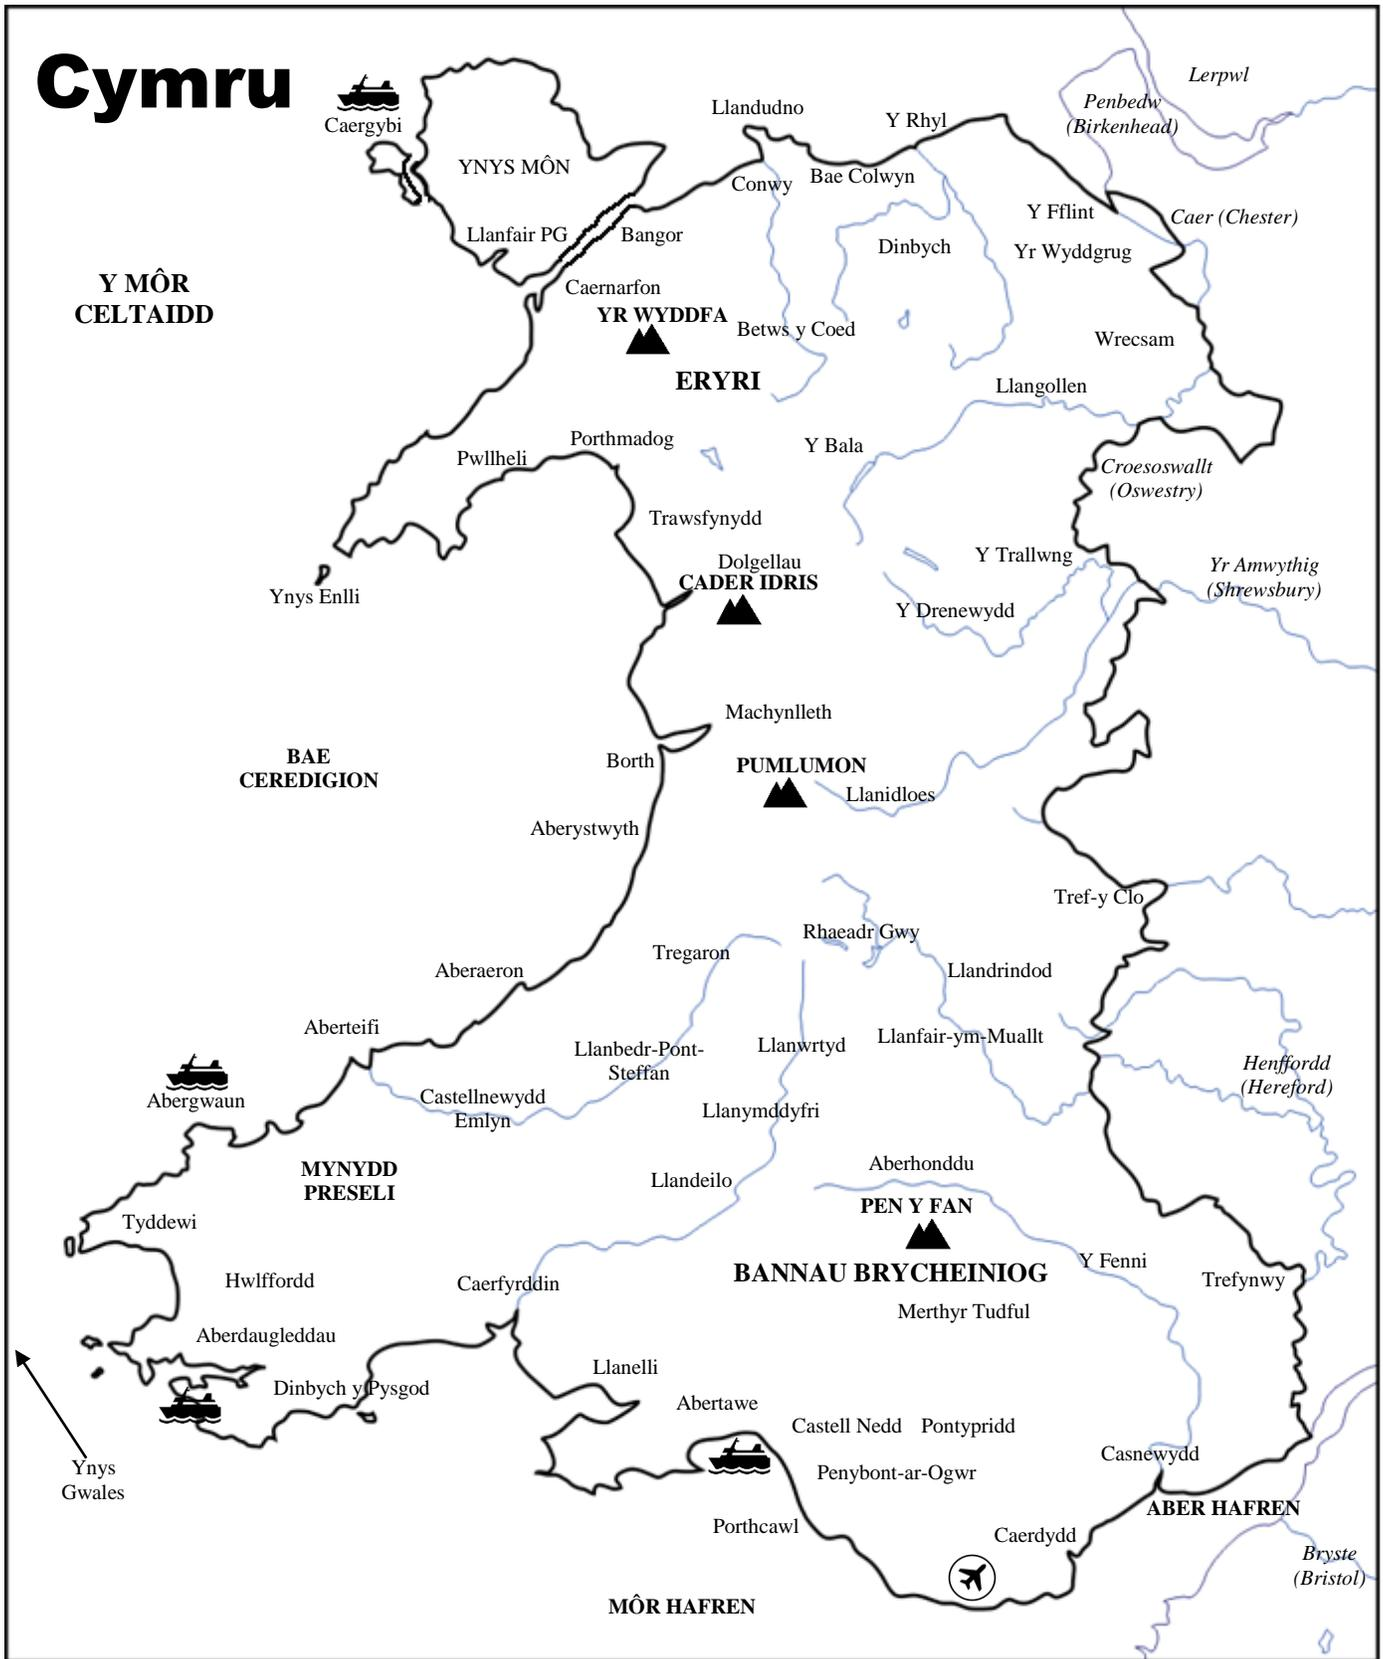 Cymru
Lerpwl
Penbedw
(Birkenhead)
Llandudno
Y Rhyl
Caergybi
YNYS MÔN
Conwy
Bae Colwyn
Y Fflint
Caer (Chester)
Llanfair PG
Bangor
Dinbych
Yr Wyddgrug
Y MÔR
CELTAIDD
Caernarfon
YR WYDDFA
Betws y Coed
Wrecsam
ERYRI
Llangollen
Porthmadog
Y Bala
Pwllheli
Croesoswallt
(Oswestry)
Trawsfynydd
Dolgellau
CADER IDRIS
Y Trallwng
Yr Amwythig
(Shrewsbury)
Ynys Enlli
Y Drenewydd
Machynlleth
BAE
CEREDIGION
Borth
PUMLUMON
Llanidloes
Aberystwyth
Tref-y Clo
Rhaeadr Gwy
Tregaron
Aberaeron
Llandrindod
Aberteifi
Llanbedr-Pont-
Steffan
Llanwrtyd
Llanfair-ym-Muallt
Henffordd
(Hereford)
Abergwaun
Castellnewydd
Emlyn
Llanymddyfri
MYNYDD
PRESELI
Llandeilo
Aberhonddu
PEN Y FAN
Tyddewi
Y Fenni
Hwlffordd
Caerfyrddin
BANNAU BRYCHEINIOG
Trefynwy
Merthyr Tudful
Aberdaugleddau
Llanelli
Dinbych y Pysgod
Abertawe
Castell Nedd
Pontypridd
Casnewydd
Ynys
Gwales
Penybont-ar-Ogwr
ABER HAFREN
Porthcawl
Caerdydd
Bryste
(Bristol)
MÔR HAFREN